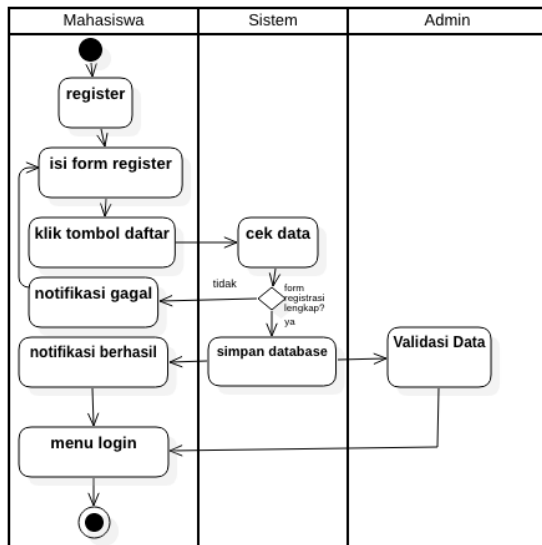 Mahasiswa
Sistem
Admin
register
isi form register
klik tombol daftar
cek data
tidak
form
registrasi
lengkap?
notifikasi gagal
ya
notifikasi berhasil
simpan database
Validasi Data
menu login